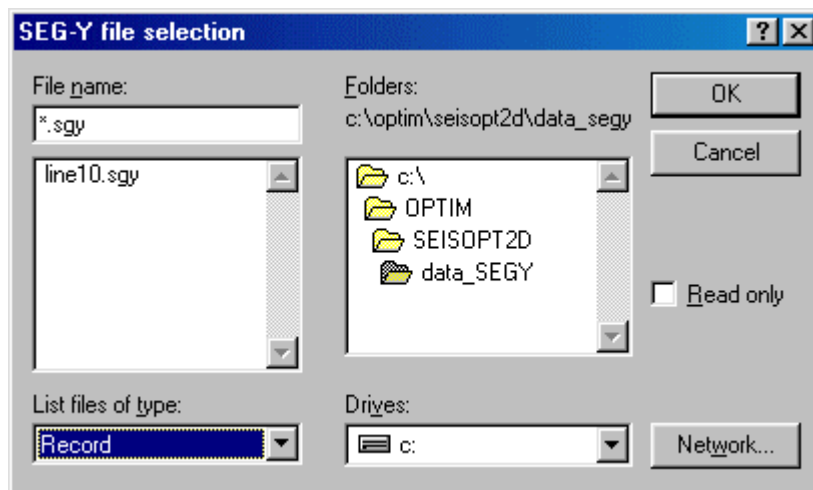 SEG-Y file selection
File name:
*.sgy
line10.sgy
List files of type:
Record
Folders:
c:\optim\seisopt2d\data_segy
c:\
OPTIM
SEISOPT2D
data_SEGY
Drives:
c:
OK
Cancel
Read only
Network...